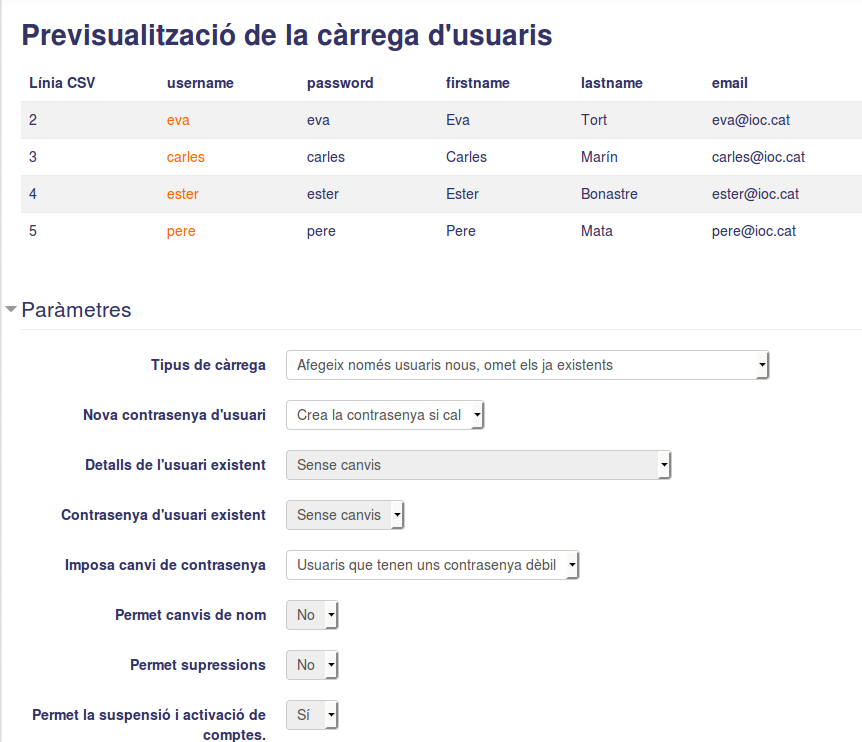 Previsualització de la càrrega d'usuaris
Línia CSV username password firstname lastname email
2 eva eva Eva Tort eva@ioc.cat
3 carles carles Carles Marín carles@ioc.cat
4 ester ester Ester Bonastre ester@ioc.cat
5 pere pere Pere Mata pere@ioc.cat
Paràmetres
Tipus de càrrega Afegeix només usuaris nous, omet els ja existents
Nova contrasenya d'usuari Crea la contrasenya si cal
Detalls de l'usuari existent Sense canvis
Contrasenya d'usuari existent Sense canvis
Imposa canvi de contrasenya Usuaris que tenen uns contrasenya dèbil
Permet canvis de nom No
Permet supressions No
Permet la suspensió i activació de Sí
comptes.